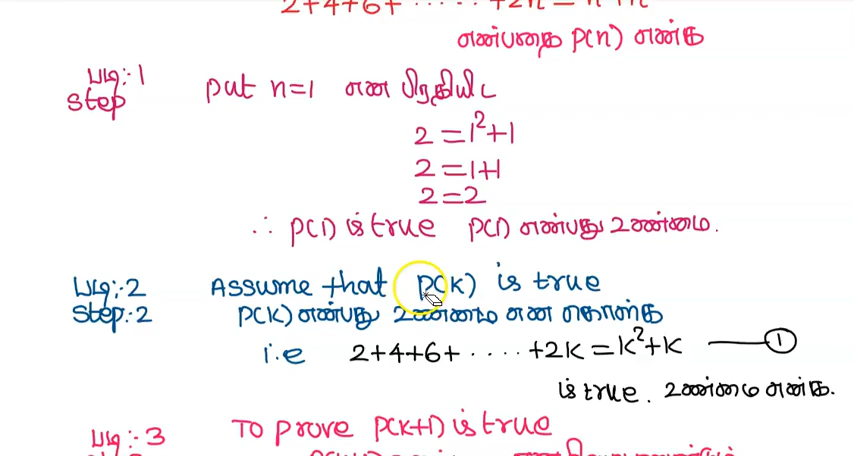 2+4+6+ ..... +2n = n²+n
என்பதை P(n) என்க
படி:-1
Step put n=1 என பிரதியிட
2 = 1²+1
2 = 1+1
2 = 2
∴ P(1) is true P(1) என்பது உண்மை.
படி:-2 Assume that P(K) is true
Step:-2 P(K) என்பது உண்மை என கொள்க
i.e 2+4+6+ ..... +2K = K²+K —— ①
is true. உண்மை என்க.
படி:-3 To prove P(K+1) is true